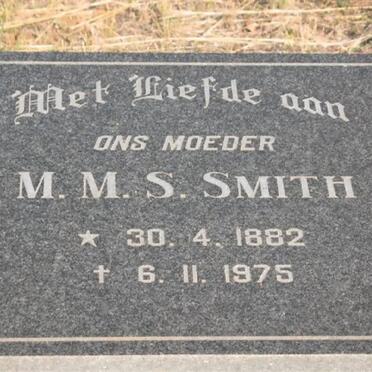 Met Liefde aan
ONS MOEDER
M. M. S. SMITH
★ 30. 4. 1882
✝ 6. 11. 1975